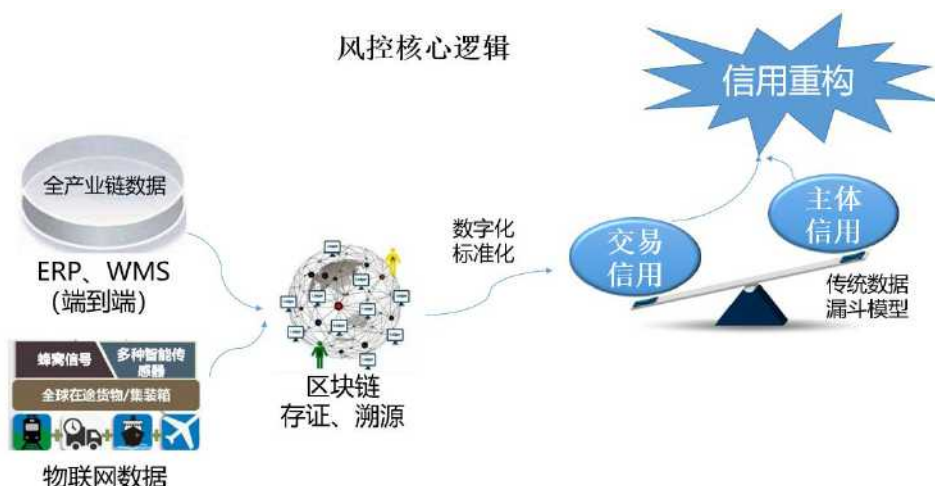 风控核心逻辑
信用重构
全产业链数据
ERP、WMS
（端到端）
蜂窝信号
多种智能传
感器
全球在途货物/集装箱
物联网数据
区块链
存证、溯源
数字化
标准化
交易
信用
主体
信用
传统数据
漏斗模型